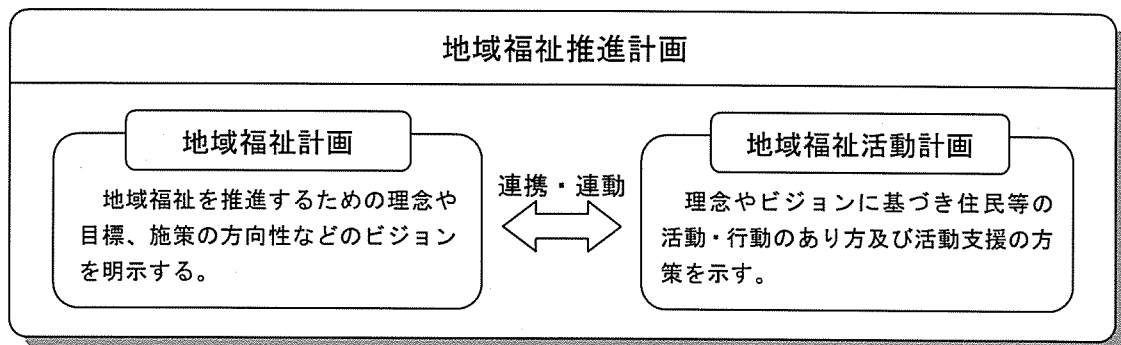 地域福祉推進計画
地域福祉計画
地域福祉を推進するための理念や
目標、施策の方向性などのビジョン
を明示する。
連携・連動
地域福祉活動計画
理念やビジョンに基づき住民等の
活動・行動のあり方及び活動支援の方
策を示す。